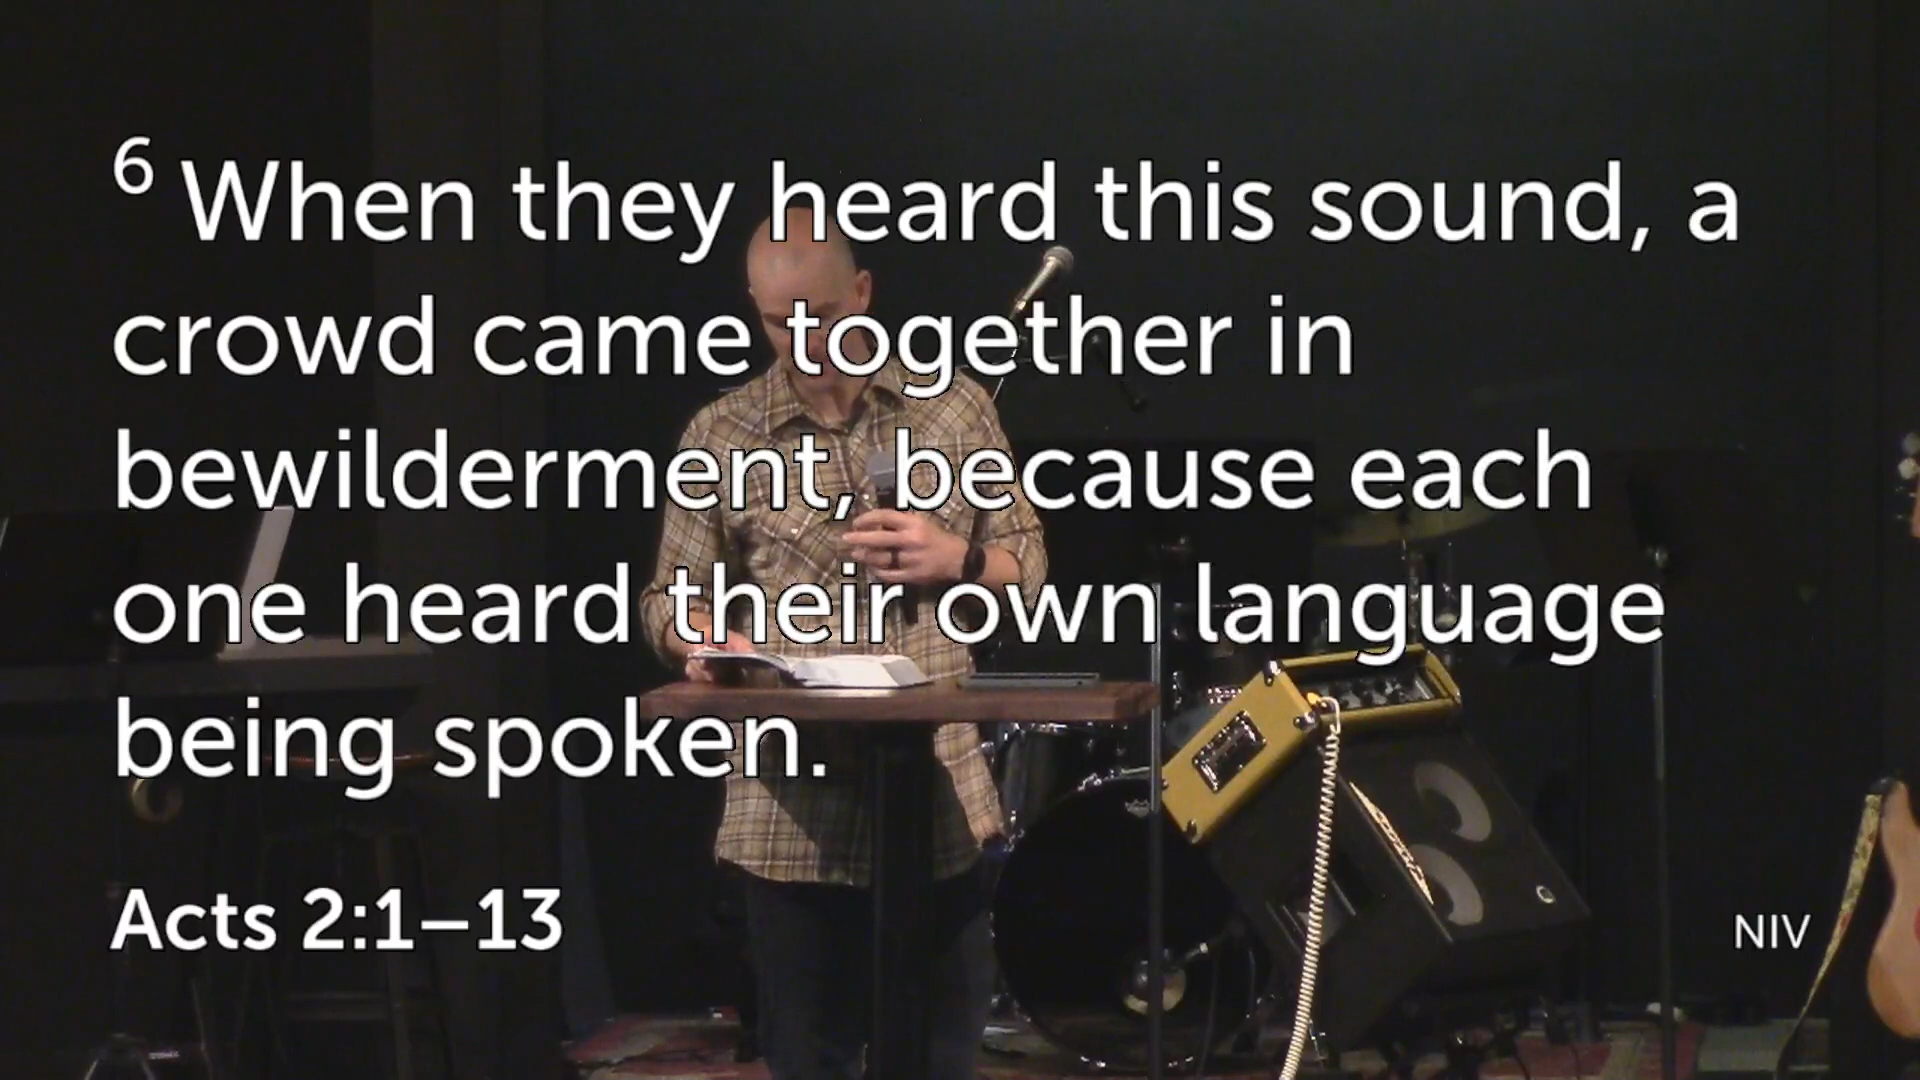 6 When they heard this sound, a
crowd came together in
bewilderment, because each
one heard their own language
being spoken.
Acts 2:1–13
NIV